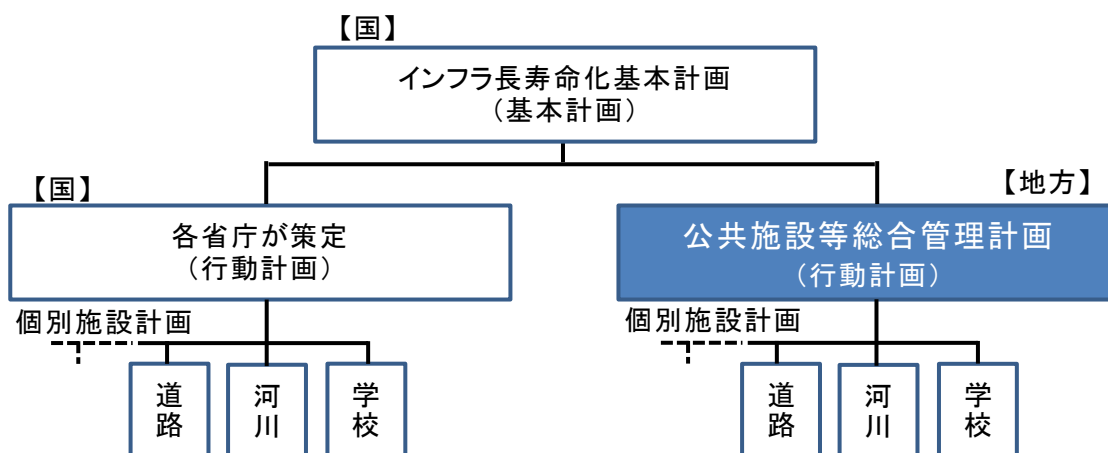 【国】
インフラ長寿命化基本計画
（基本計画）
【国】
各省庁が策定
（行動計画）
個別施設計画
道路
河川
学校
【地方】
公共施設等総合管理計画
（行動計画）
個別施設計画
道路
河川
学校